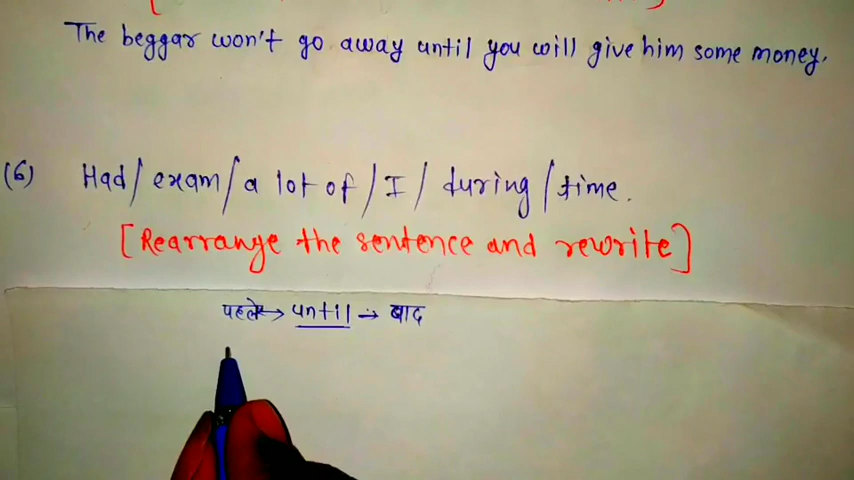 The beggar won't go away until you will give him some money.
(6) Had/exam/a lot of/I/during/time.
[Rearrange the sentence and rewrite]
पहले→ until → बाद